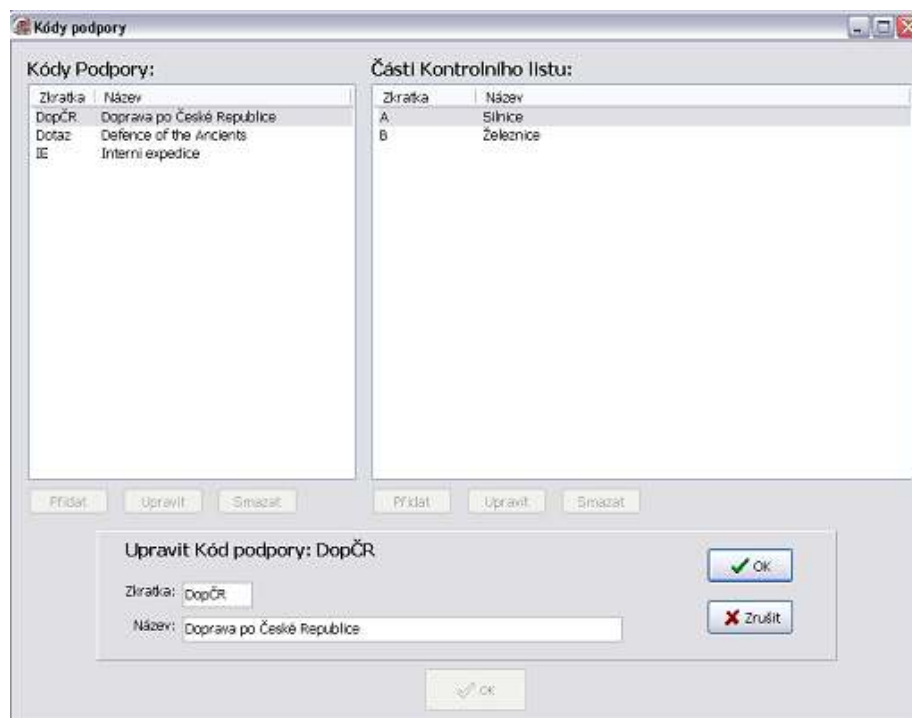 Kódy podpory
Kódy Podpory:
Zkratka Název
DopČR Doprava po České Republice
Dotaz Defence of the Ancients
IE Interni expedice
Části Kontrolního listu:
Zkratka Název
A Silnice
B Železnice
Přidat Upravit Smazat
Přidat Upravit Smazat
Upravit Kód podpory: DopČR
Zkratka: DopČR
Název: Doprava po České Republice
OK
Zrušit
OK